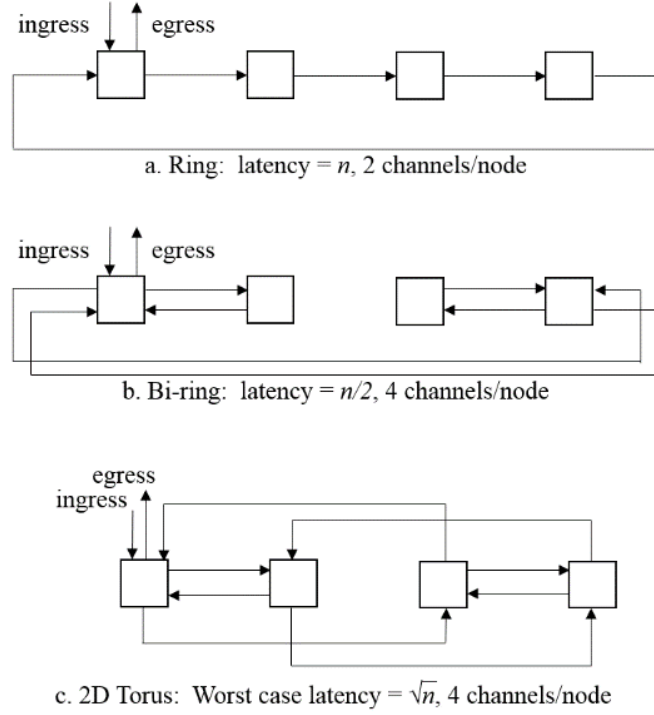 ingress egress
a. Ring: latency = n, 2 channels/node
ingress egress
b. Bi-ring: latency = n/2, 4 channels/node
egress
ingress
c. 2D Torus: Worst case latency = √n, 4 channels/node